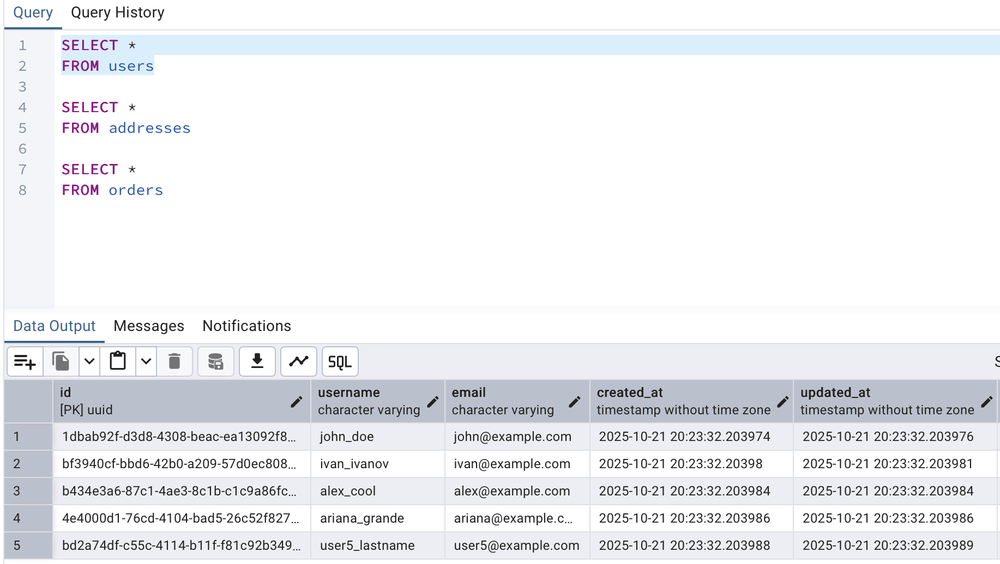 Query Query History
1 SELECT *
2 FROM users
3
4 SELECT *
5 FROM addresses
6
7 SELECT *
8 FROM orders
Data Output Messages Notifications
SQL
id username email created_at updated_at
[PK] uuid character varying character varying timestamp without time zone timestamp without time zone
1 1dbab92f-d3d8-4308-beac-ea13092f8... john_doe john@example.com 2025-10-21 20:23:32.203974 2025-10-21 20:23:32.203976
2 bf3940cf-bbd6-42b0-a209-57d0ec808... ivan_ivanov ivan@example.com 2025-10-21 20:23:32.20398 2025-10-21 20:23:32.203981
3 b434e3a6-87c1-4ae3-8c1b-c1c9a86fc... alex_cool alex@example.com 2025-10-21 20:23:32.203984 2025-10-21 20:23:32.203984
4 4e4000d1-76cd-4104-bad5-26c52f827... ariana_grande ariana@example.c... 2025-10-21 20:23:32.203986 2025-10-21 20:23:32.203986
5 bd2a74df-c55c-4114-b11f-f81c92b349... user5_lastname user5@example.com 2025-10-21 20:23:32.203988 2025-10-21 20:23:32.203989